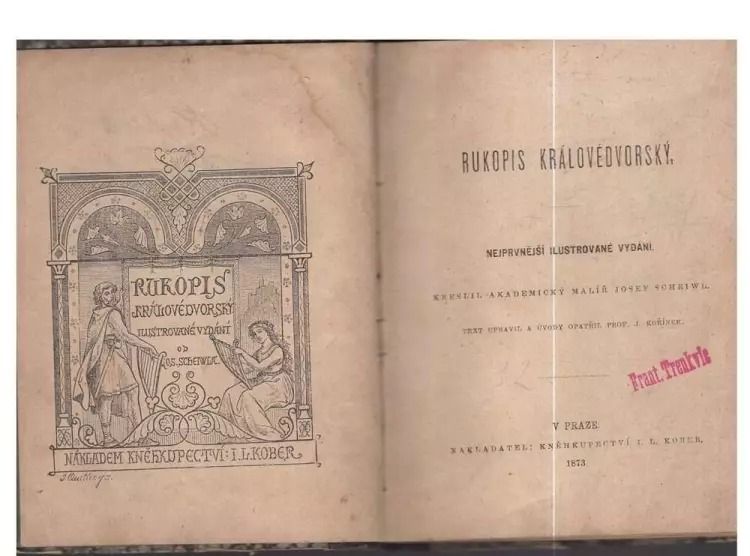 RUKOPIS
KRÁLOVÉDVORSKÝ
ILUSTROVANÉ VYDÁNÍ
OD
JOS. SCHEIWLA.
NÁKLADEM KNĚHKUPECTVÍ: I.L.KOBER
RUKOPIS KRÁLOVÉDVORSKÝ.
NEJPRVNĚJŠÍ ILUSTROVANÉ VYDÁNÍ.
KRESLIL AKADEMICKÝ MALÍŘ JOSEF SCHEIWL.
TEXT UPRAVIL A ÚVODY OPATŘIL PROF. J. KOŘÍNEK.
Frant. Trenkvic
V PRAZE.
NAKLADATEL: KNĚHKUPECTVÍ I. L. KOBER.
1873